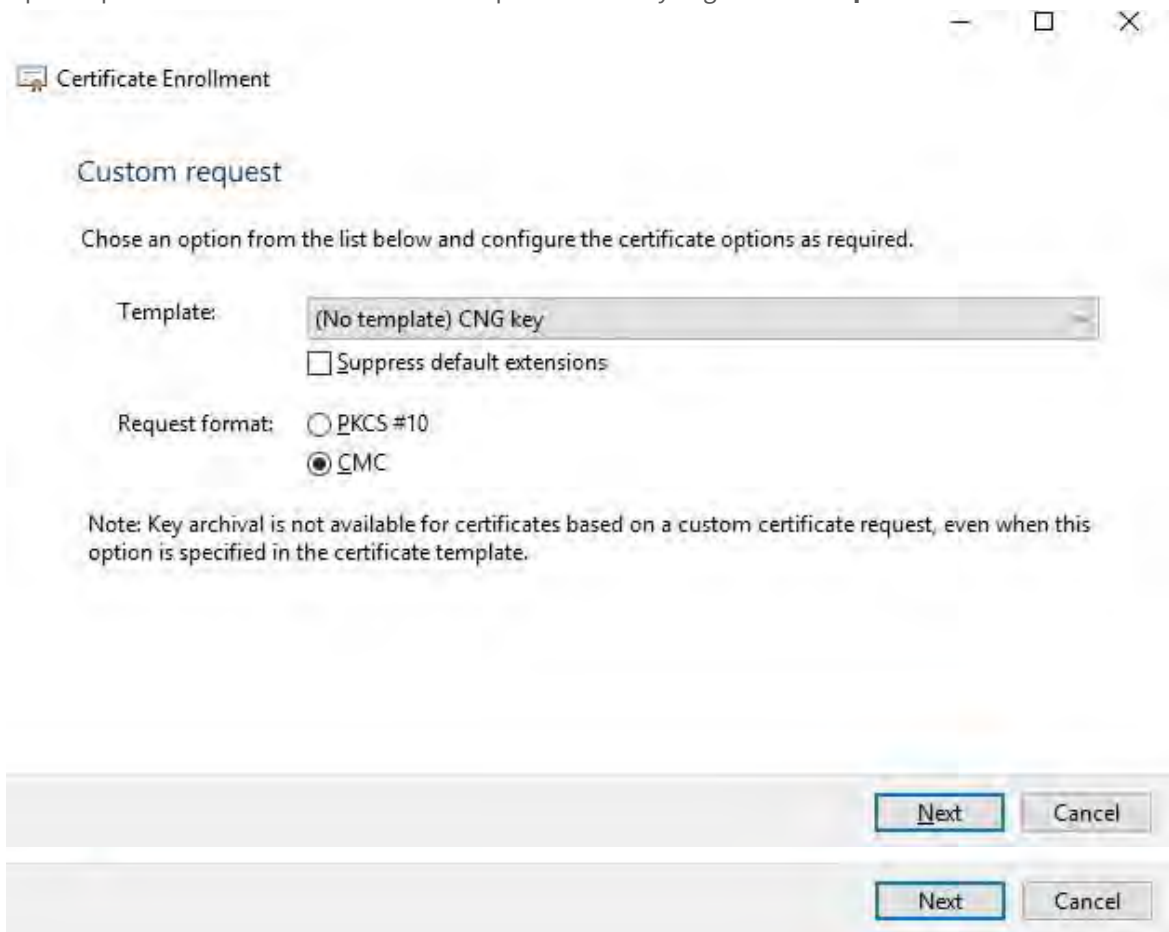 Certificate Enrollment
Custom request
Chose an option from the list below and configure the certificate options as required.
Template:
(No template) CNG key
Suppress default extensions
Request format:
PKCS #10
CMC
Note: Key archival is not available for certificates based on a custom certificate request, even when this
option is specified in the certificate template.
Next Cancel
Next Cancel